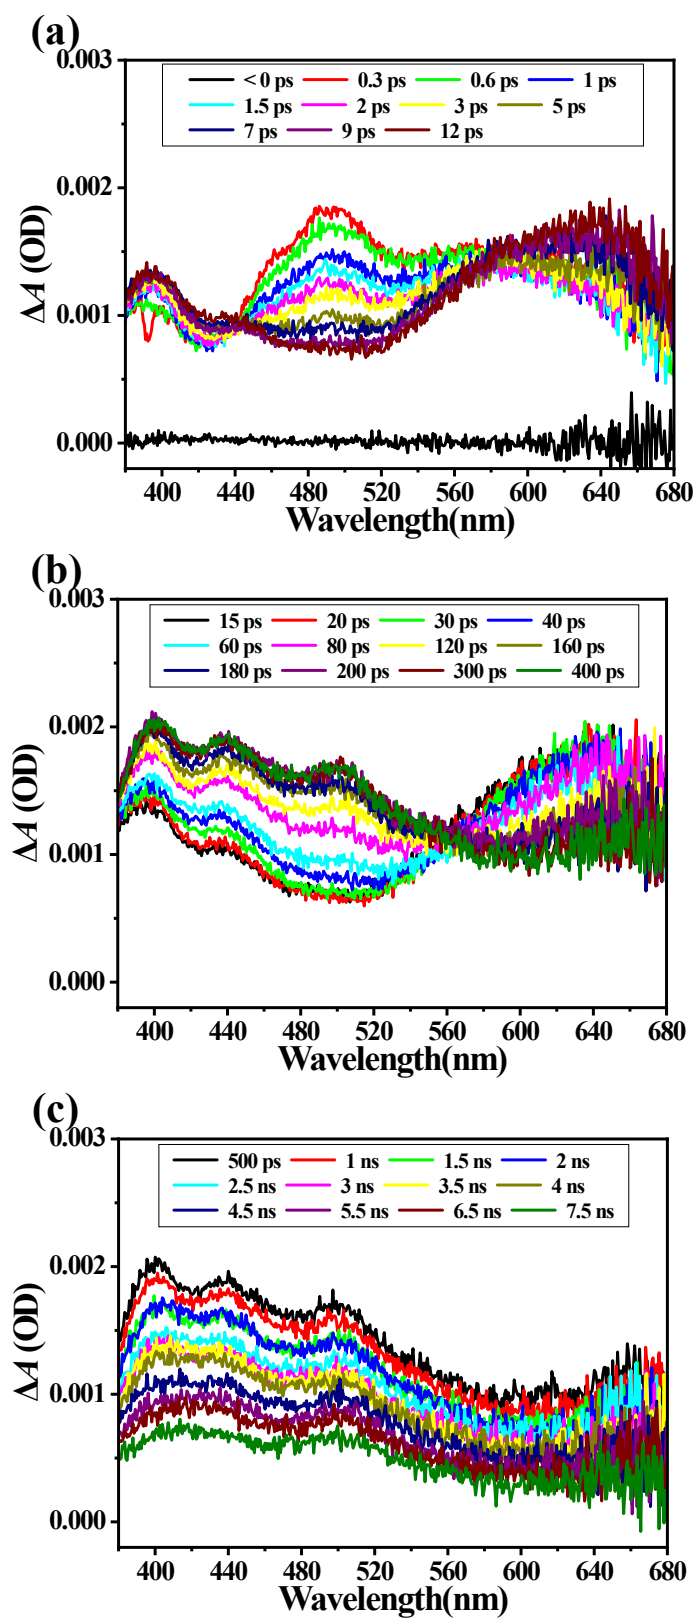 (a)
0.003
< 0 ps 0.3 ps 0.6 ps 1 ps
1.5 ps 2 ps 3 ps 5 ps
7 ps 9 ps 12 ps
0.002
ΔA (OD)
0.001
0.000
400 440 480 520 560 600 640 680
Wavelength(nm)
(b)
0.003
15 ps 20 ps 30 ps 40 ps
60 ps 80 ps 120 ps 160 ps
180 ps 200 ps 300 ps 400 ps
0.002
ΔA (OD)
0.001
0.000
400 440 480 520 560 600 640 680
Wavelength(nm)
(c)
0.003
500 ps 1 ns 1.5 ns 2 ns
2.5 ns 3 ns 3.5 ns 4 ns
4.5 ns 5.5 ns 6.5 ns 7.5 ns
0.002
ΔA (OD)
0.001
0.000
400 440 480 520 560 600 640 680
Wavelength(nm)